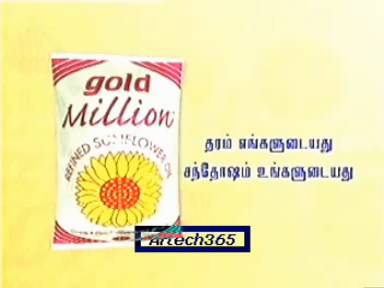 gold
Million
REFINED SUNFLOWER OIL
தரம் எங்களுடையது
சந்தோஷம் உங்களுடையது
Artech365